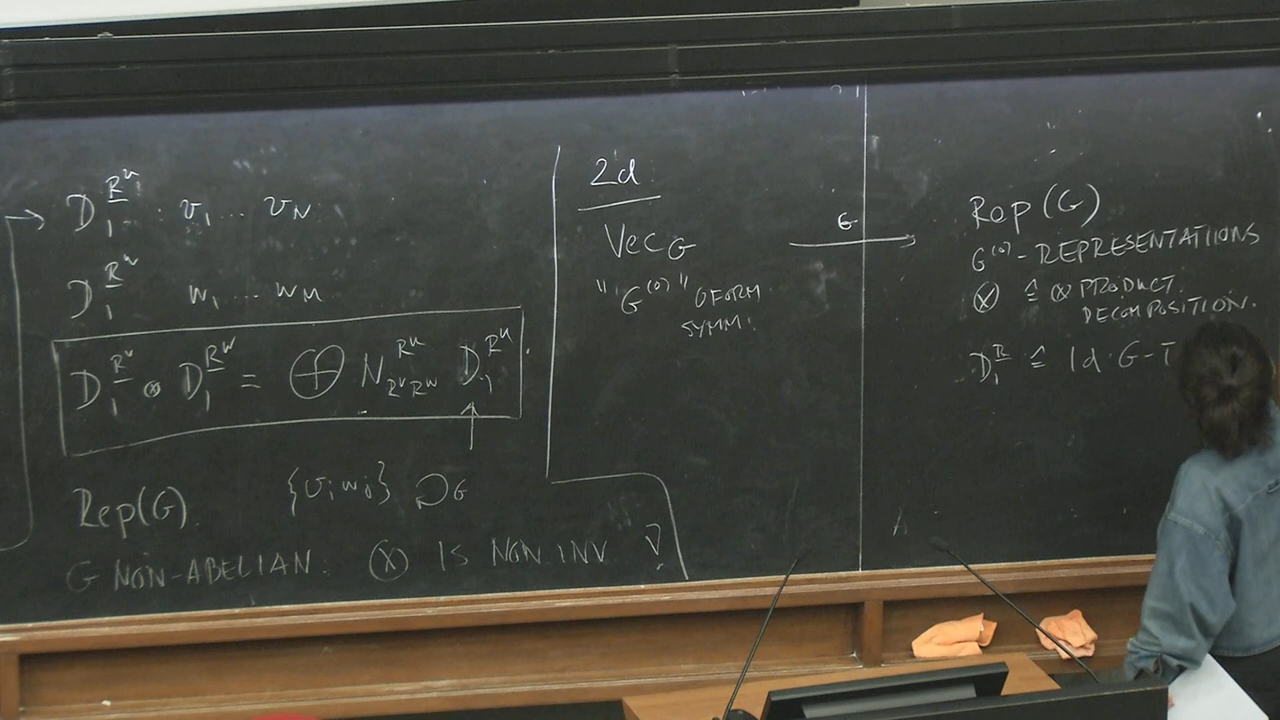 → D₁^{R^v} : v₁ ... v_N
D₁^{R^w} w₁ ... w_M
D₁^{R^v} ⊗ D₁^{R^w} = ⊕ N_{R^v R^w}^{R^u} D₁^{R^u}
Rep(G). {v_i w_j} ↻ G
G NON-ABELIAN: ⊗ IS NON.INV
2d
Vec_G
"G^{(0)}" 0FORM
SYMM.
G →
Rep(G)
G^{(0)}-REPRESENTATIONS
⊗ ≙ ⊗ PRODUCT.
DECOMPOSITION.
D₁^R ≙ 1d G-T